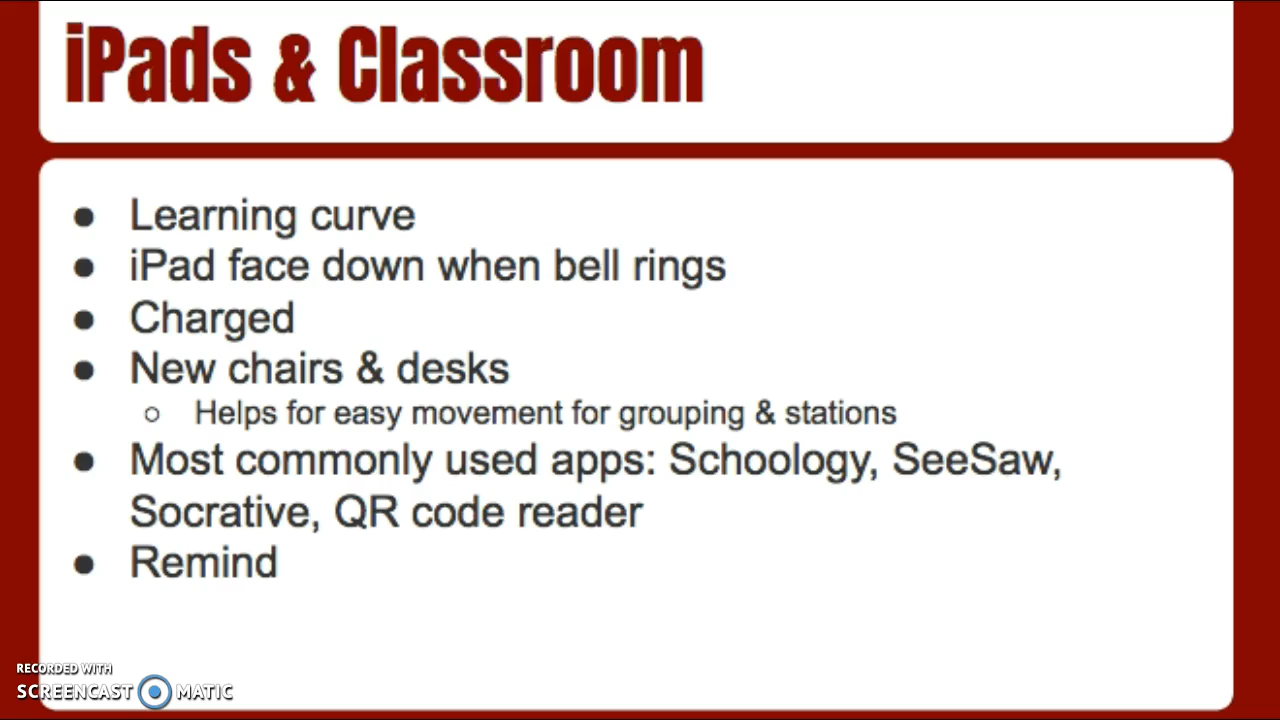 iPads & Classroom
● Learning curve
● iPad face down when bell rings
● Charged
● New chairs & desks
○ Helps for easy movement for grouping & stations
● Most commonly used apps: Schoology, SeeSaw,
Socrative, QR code reader
● Remind
RECORDED WITH
SCREENCAST MATIC